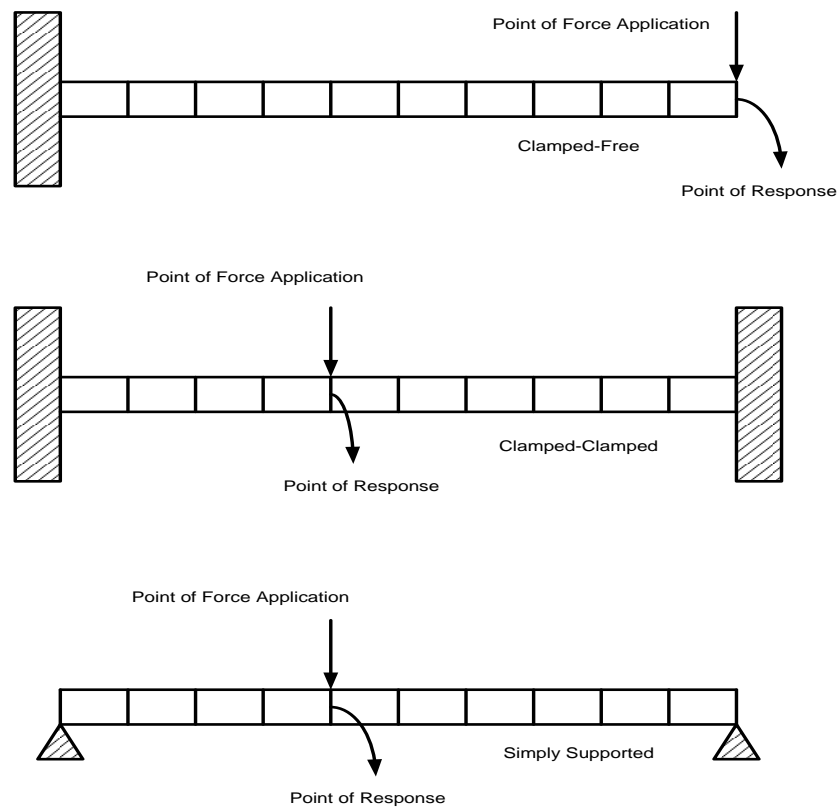 Point of Force Application
Clamped-Free
Point of Response
Point of Force Application
Clamped-Clamped
Point of Response
Point of Force Application
Simply Supported
Point of Response